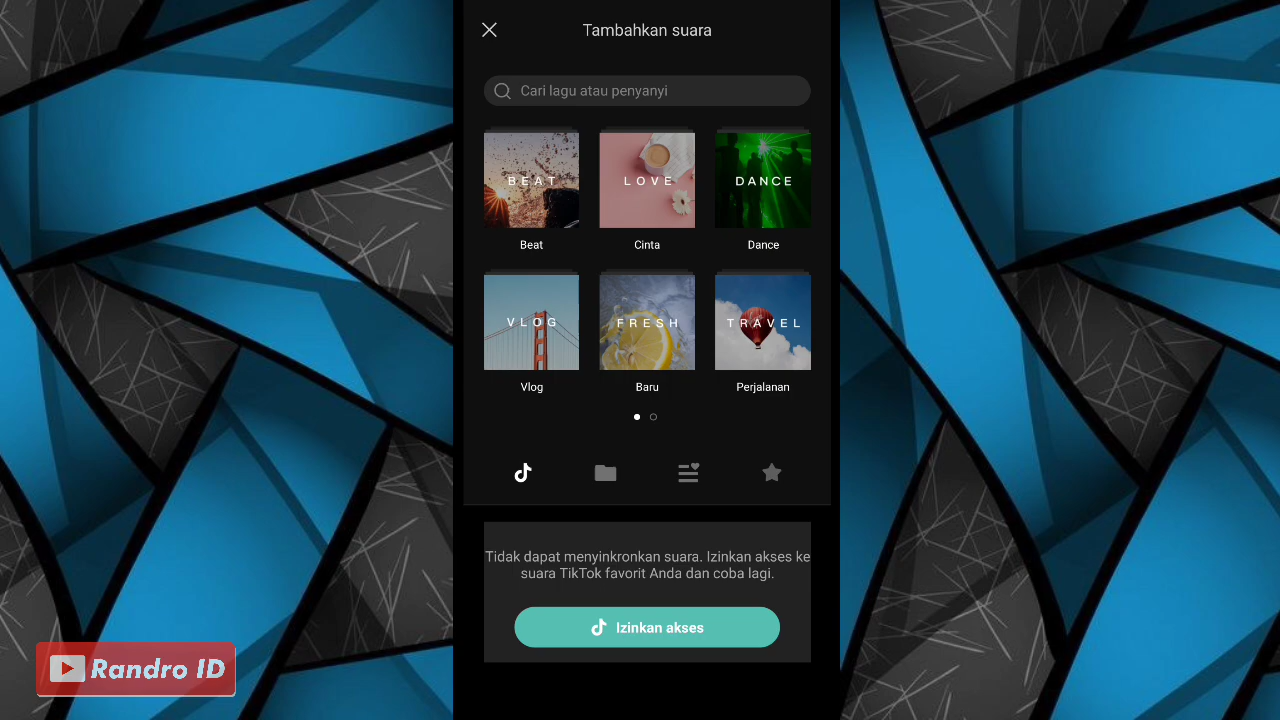 Tambahkan suara
Cari lagu atau penyanyi
BEAT
LOVE
DANCE
Beat
Cinta
Dance
VLOG
FRESH
TRAVEL
Vlog
Baru
Perjalanan
Tidak dapat menyinkronkan suara. Izinkan akses ke
suara TikTok favorit Anda dan coba lagi.
Izinkan akses
Randro ID